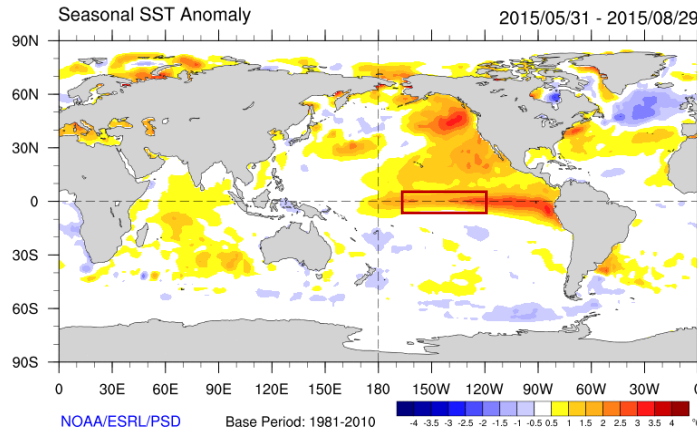 Seasonal SST Anomaly 2015/05/31 - 2015/08/29
90N
60N
30N
0
30S
60S
90S
0 30E 60E 90E 120E 150E 180 150W 120W 90W 60W 30W 0
NOAA/ESRL/PSD Base Period: 1981-2010
-4 -3.5 -3 -2.5 -2 -1.5 -1 -0.5 0.5 1 1.5 2 2.5 3 3.5 4